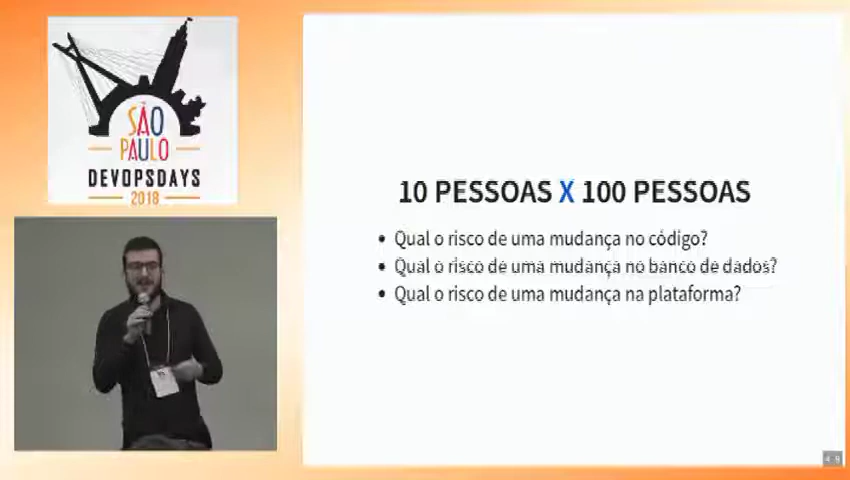 SÃO
PAULO
DEVOPSDAYS
2018
10 PESSOAS X 100 PESSOAS
• Qual o risco de uma mudança no código?
• Qual o risco de uma mudança no banco de dados?
• Qual o risco de uma mudança na plataforma?